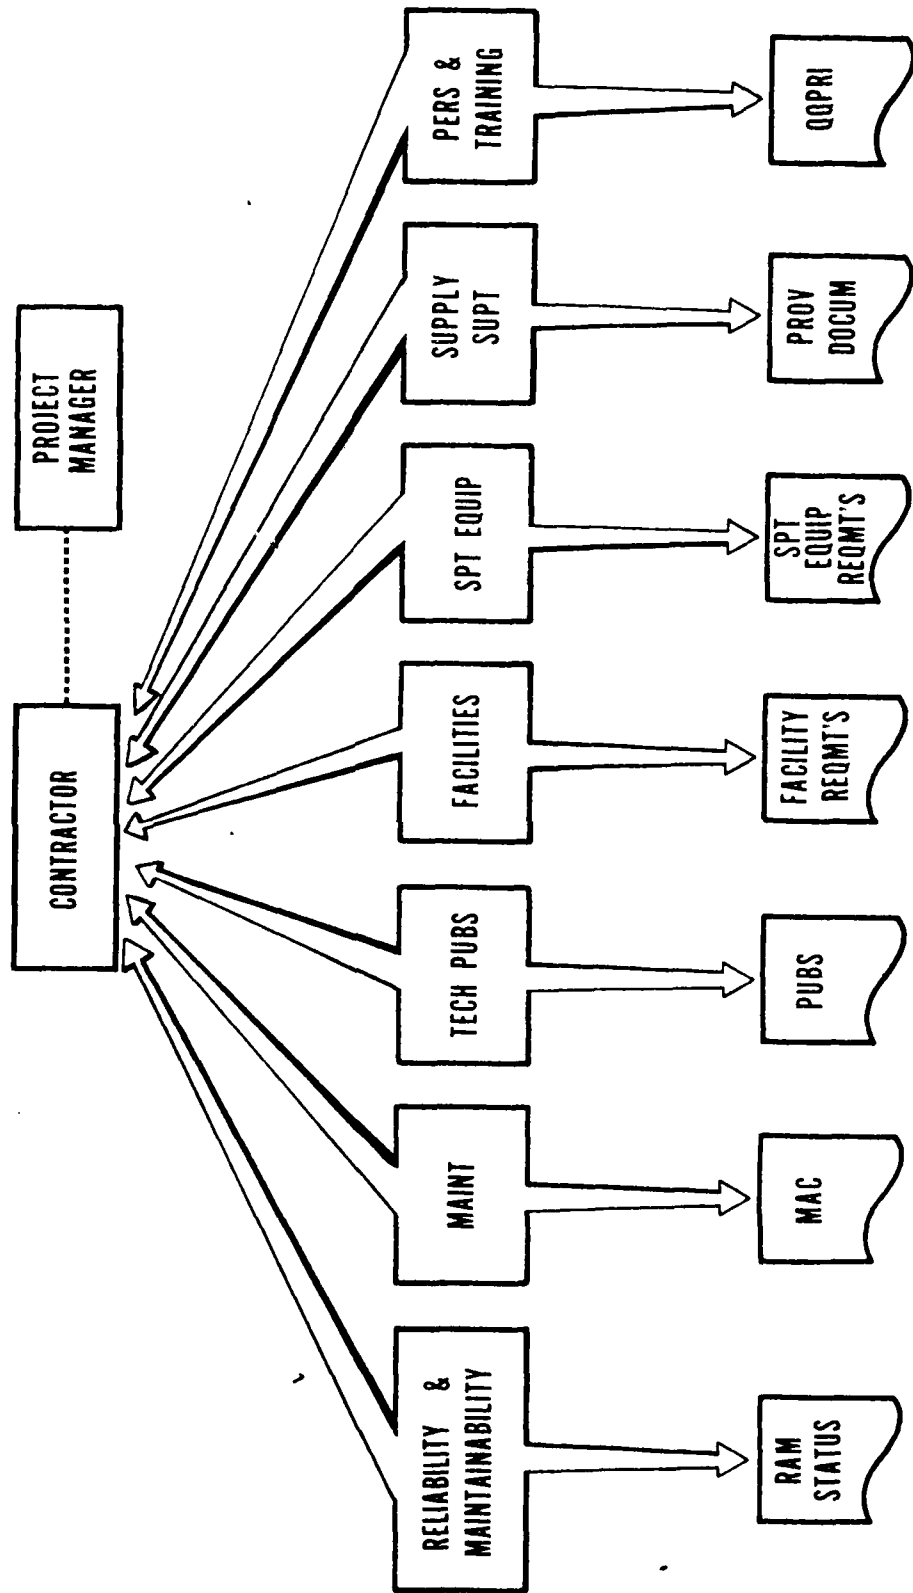 PROJECT
MANAGER
CONTRACTOR
RELIABILITY &
MAINTAINABILITY
MAINT
TECH PUBS
FACILITIES
SPT EQUIP
SUPPLY
SUPT
PERS &
TRAINING
RAM
STATUS
MAC
PUBS
FACILITY
REQMT'S
SPT
EQUIP
REQMT'S
PROV
DOCUM
QQPRI